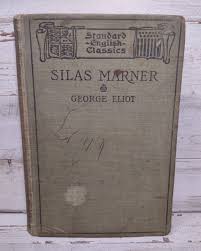 Standard
English
Classics
SILAS MARNER
GEORGE ELIOT